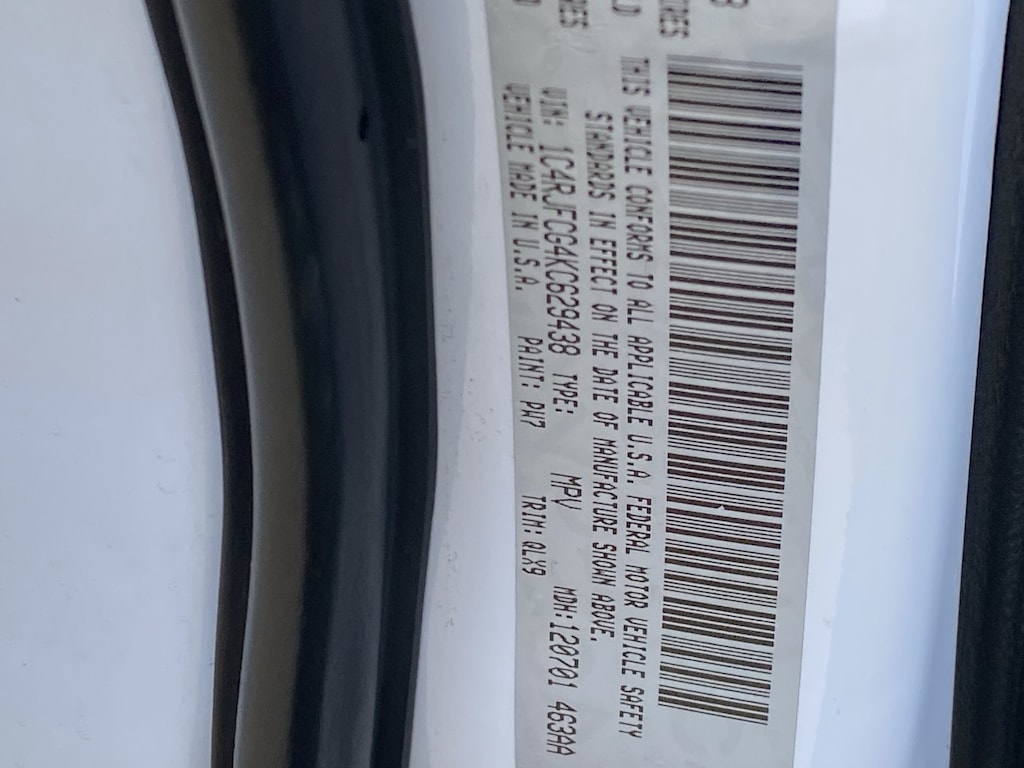 8
THIS VEHICLE CONFORMS TO ALL APPLICABLE U.S.A. FEDERAL MOTOR VEHICLE SAFETY
STANDARDS IN EFFECT ON THE DATE OF MANUFACTURE SHOWN ABOVE.
VIN: 1C4RJFCG4KC629438 TYPE: MPV MDH:120701 463AA
VEHICLE MADE IN U.S.A. PAINT: PW7 TRIM: QLX9